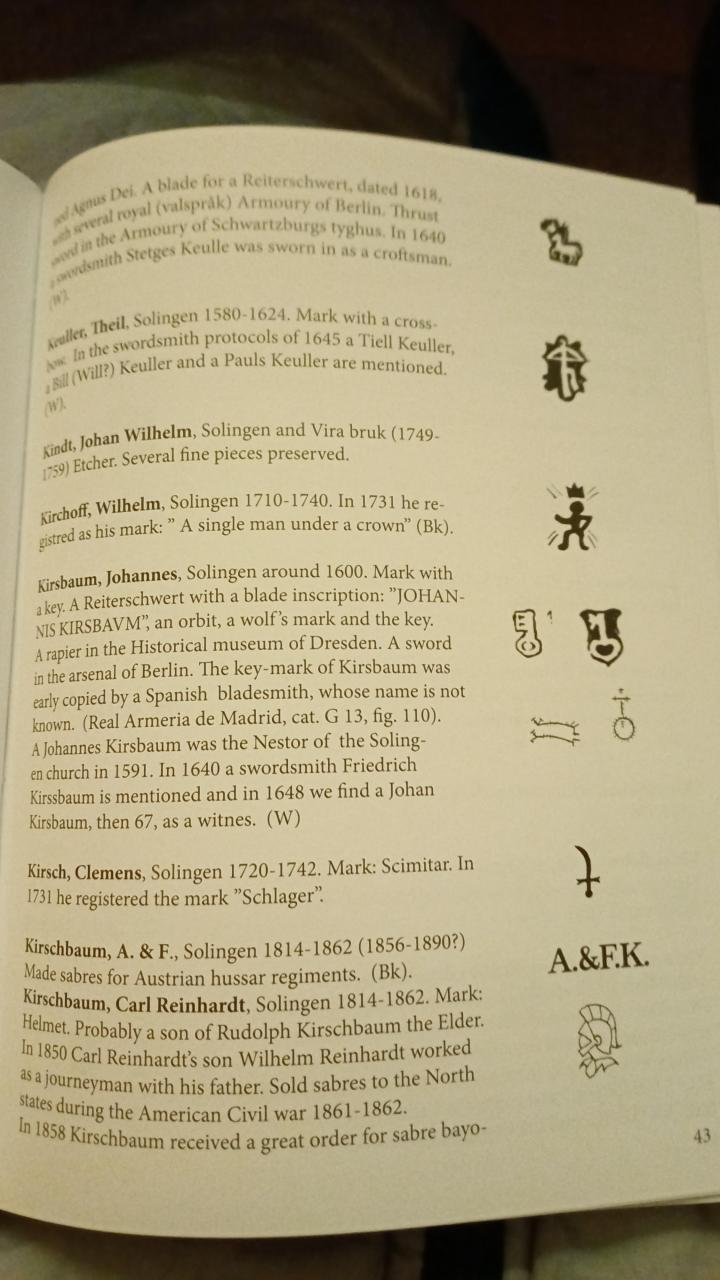 Agnus Dei. A blade for a Reiterschwert, dated 1618,
with several royal (valspråk) Armoury of Berlin. Thrust
sword in the Armoury of Schwartzburgs tyghus. In 1640
a swordsmith Stetges Keulle was sworn in as a croftsman.
(W).
Keuller, Theil, Solingen 1580-1624. Mark with a cross-
bow. In the swordsmith protocols of 1645 a Tiell Keuller,
a Bill (Will?) Keuller and a Pauls Keuller are mentioned.
(W).
Kindt, Johan Wilhelm, Solingen and Vira bruk (1749-
1759) Etcher. Several fine pieces preserved.
Kirchoff, Wilhelm, Solingen 1710-1740. In 1731 he re-
gistred as his mark: ” A single man under a crown” (Bk).
Kirsbaum, Johannes, Solingen around 1600. Mark with
a key. A Reiterschwert with a blade inscription: ”JOHAN-
NIS KIRSBAVM”, an orbit, a wolf’s mark and the key.
A rapier in the Historical museum of Dresden. A sword
in the arsenal of Berlin. The key-mark of Kirsbaum was
early copied by a Spanish bladesmith, whose name is not
known. (Real Armeria de Madrid, cat. G 13, fig. 110).
A Johannes Kirsbaum was the Nestor of the Soling-
en church in 1591. In 1640 a swordsmith Friedrich
Kirssbaum is mentioned and in 1648 we find a Johan
Kirsbaum, then 67, as a witnes. (W)
Kirsch, Clemens, Solingen 1720-1742. Mark: Scimitar. In
1731 he registered the mark ”Schlager”.
Kirschbaum, A. & F., Solingen 1814-1862 (1856-1890?)
Made sabres for Austrian hussar regiments. (Bk).
A.&F.K.
Kirschbaum, Carl Reinhardt, Solingen 1814-1862. Mark:
Helmet. Probably a son of Rudolph Kirschbaum the Elder.
In 1850 Carl Reinhardt’s son Wilhelm Reinhardt worked
as a journeyman with his father. Sold sabres to the North
states during the American Civil war 1861-1862.
In 1858 Kirschbaum received a great order for sabre bayo-
43